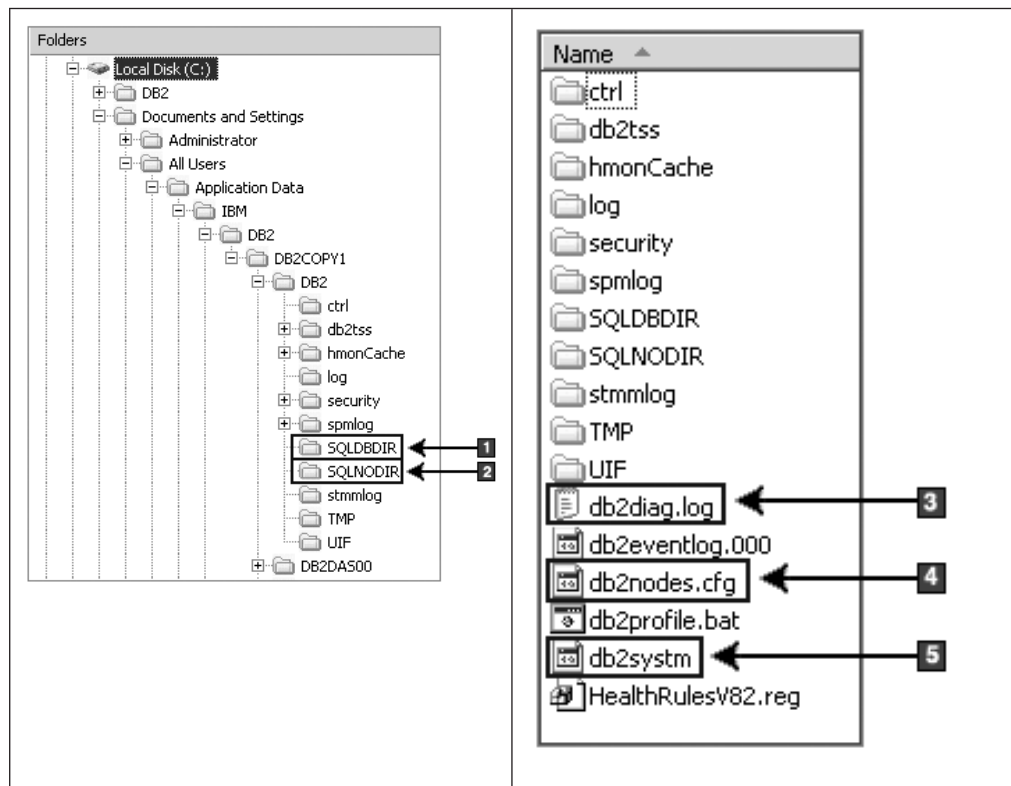 Folders
Local Disk (C:)
DB2
Documents and Settings
Administrator
All Users
Application Data
IBM
DB2
DB2COPY1
DB2
ctrl
db2tss
hmonCache
log
security
spmlog
SQLDBDIR
1
SQLNODIR
2
stmmlog
TMP
UIF
DB2DAS00
Name
ctrl
db2tss
hmonCache
log
security
spmlog
SQLDBDIR
SQLNODIR
stmmlog
TMP
UIF
db2diag.log
3
db2eventlog.000
db2nodes.cfg
4
db2profile.bat
db2systm
5
HealthRulesV82.reg